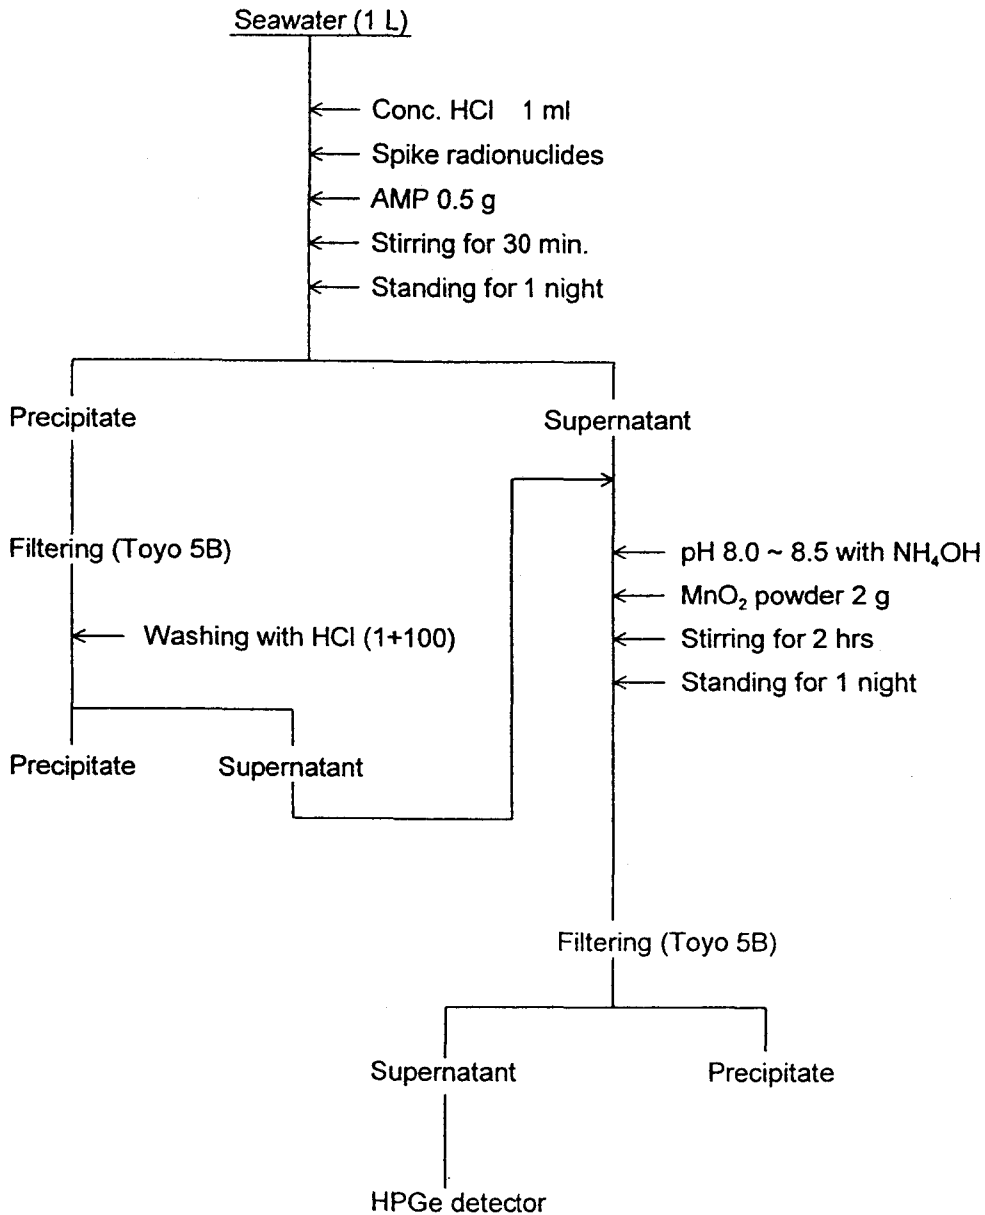 Seawater (1 L)
Conc. HCl 1 ml
Spike radionuclides
AMP 0.5 g
Stirring for 30 min.
Standing for 1 night
Precipitate
Supernatant
Filtering (Toyo 5B)
Washing with HCl (1+100)
Precipitate
Supernatant
pH 8.0 ~ 8.5 with NH₄OH
MnO₂ powder 2 g
Stirring for 2 hrs
Standing for 1 night
Filtering (Toyo 5B)
Supernatant
Precipitate
HPGe detector